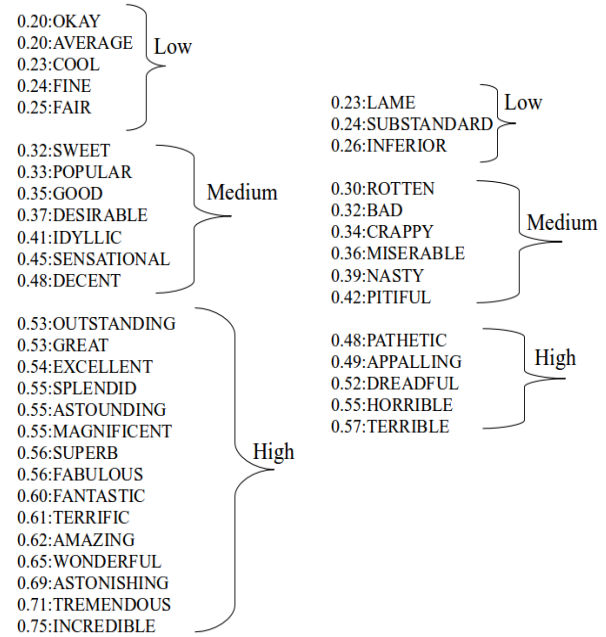 0.20:OKAY
0.20:AVERAGE
0.23:COOL
0.24:FINE
0.25:FAIR
Low
0.32:SWEET
0.33:POPULAR
0.35:GOOD
0.37:DESIRABLE
0.41:IDYLLIC
0.45:SENSATIONAL
0.48:DECENT
Medium
0.53:OUTSTANDING
0.53:GREAT
0.54:EXCELLENT
0.55:SPLENDID
0.55:ASTOUNDING
0.55:MAGNIFICENT
0.56:SUPERB
0.56:FABULOUS
0.60:FANTASTIC
0.61:TERRIFIC
0.62:AMAZING
0.65:WONDERFUL
0.69:ASTONISHING
0.71:TREMENDOUS
0.75:INCREDIBLE
High
0.23:LAME
0.24:SUBSTANDARD
0.26:INFERIOR
Low
0.30:ROTTEN
0.32:BAD
0.34:CRAPPY
0.36:MISERABLE
0.39:NASTY
0.42:PITIFUL
Medium
0.48:PATHETIC
0.49:APPALLING
0.52:DREADFUL
0.55:HORRIBLE
0.57:TERRIBLE
High